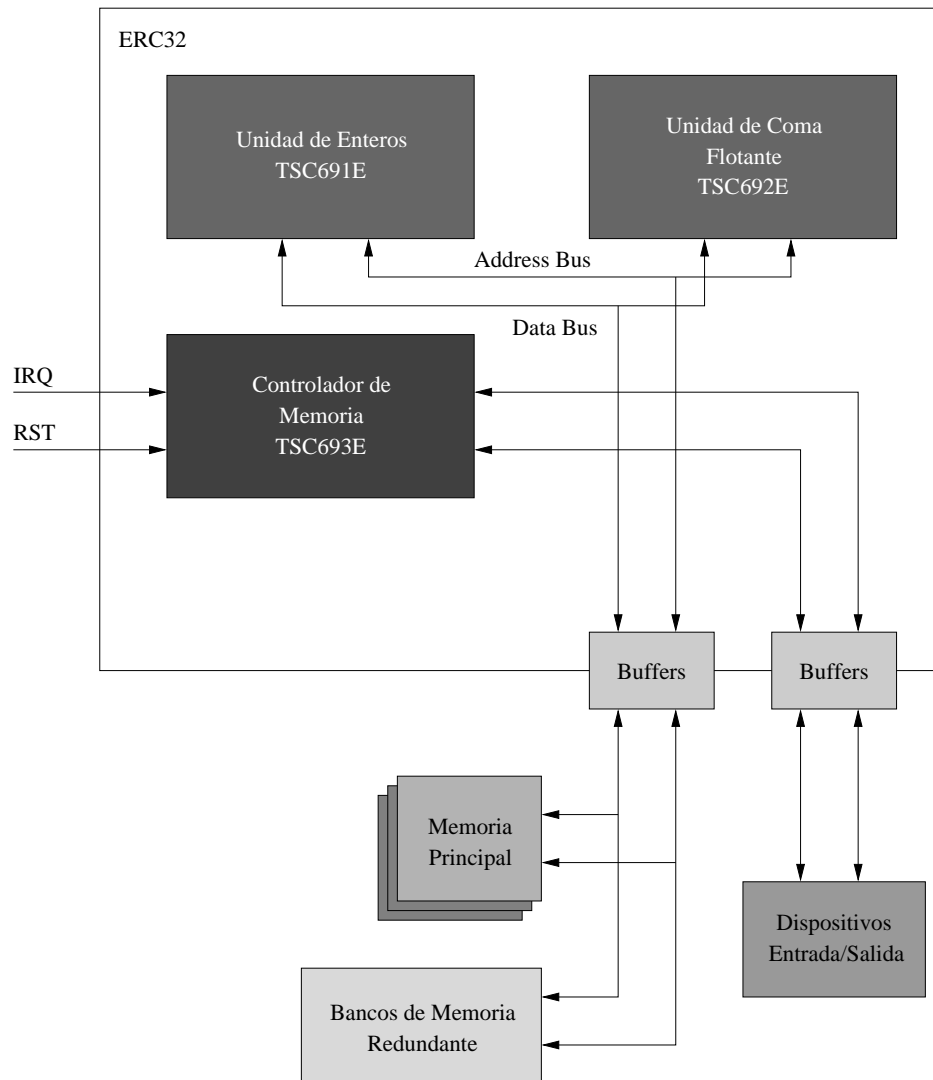 ERC32
Unidad de Enteros
TSC691E
Unidad de Coma
Flotante
TSC692E
Address Bus
Data Bus
IRQ
RST
Controlador de
Memoria
TSC693E
Buffers
Buffers
Memoria
Principal
Dispositivos
Entrada/Salida
Bancos de Memoria
Redundante